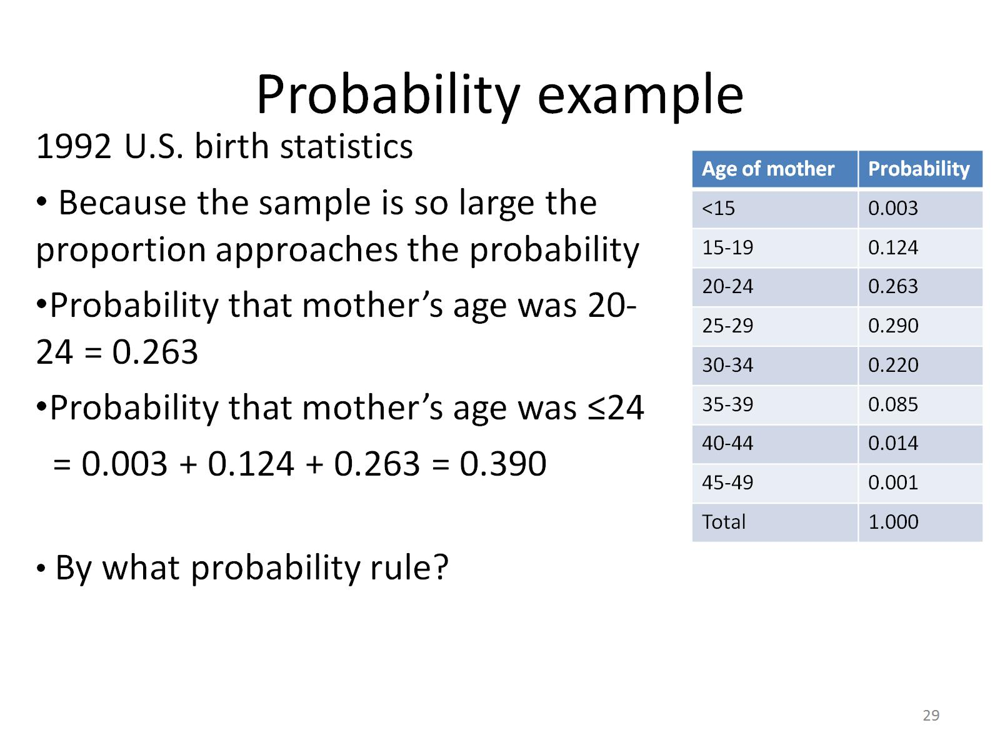 Probability example
1992 U.S. birth statistics
• Because the sample is so large the
proportion approaches the probability
•Probability that mother’s age was 20-
24 = 0.263
•Probability that mother’s age was ≤24
= 0.003 + 0.124 + 0.263 = 0.390
• By what probability rule?
Age of mother Probability
<15 0.003
15-19 0.124
20-24 0.263
25-29 0.290
30-34 0.220
35-39 0.085
40-44 0.014
45-49 0.001
Total 1.000
29